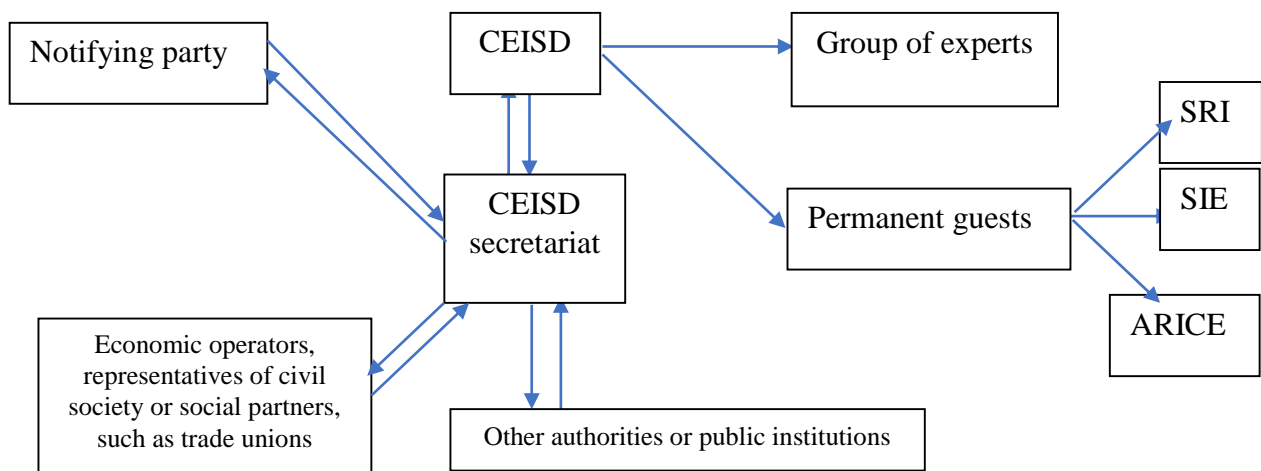 Notifying party
CEISD
Group of experts
SRI
CEISD
secretariat
Permanent guests
SIE
ARICE
Economic operators,
representatives of civil
society or social partners,
such as trade unions
Other authorities or public institutions